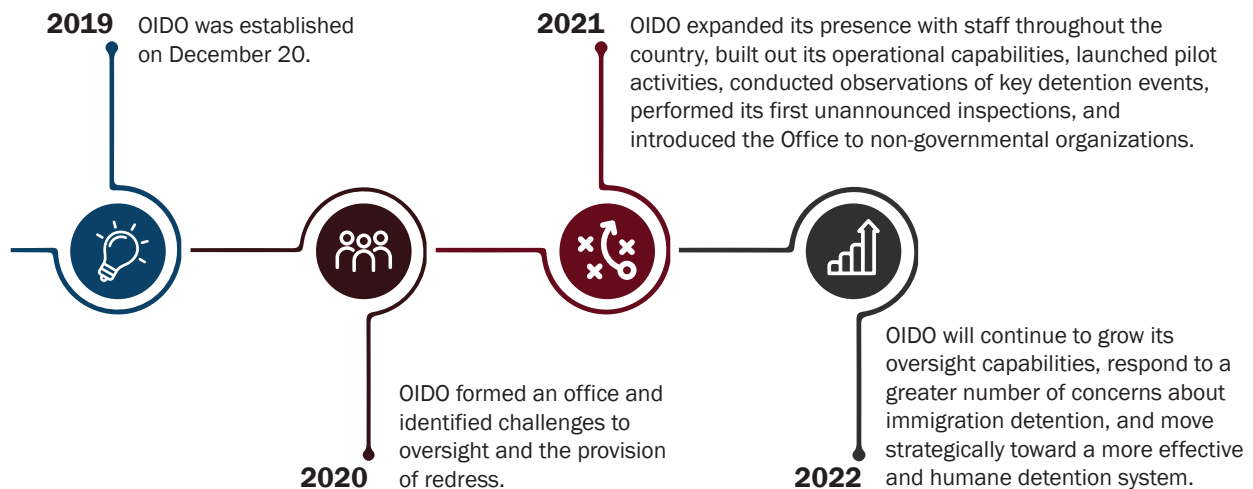 2019
OIDO was established
on December 20.
2020
OIDO formed an office and
identified challenges to
oversight and the provision
of redress.
2021
OIDO expanded its presence with staff throughout the
country, built out its operational capabilities, launched pilot
activities, conducted observations of key detention events,
performed its first unannounced inspections, and
introduced the Office to non-governmental organizations.
2022
OIDO will continue to grow its
oversight capabilities, respond to a
greater number of concerns about
immigration detention, and move
strategically toward a more effective
and humane detention system.